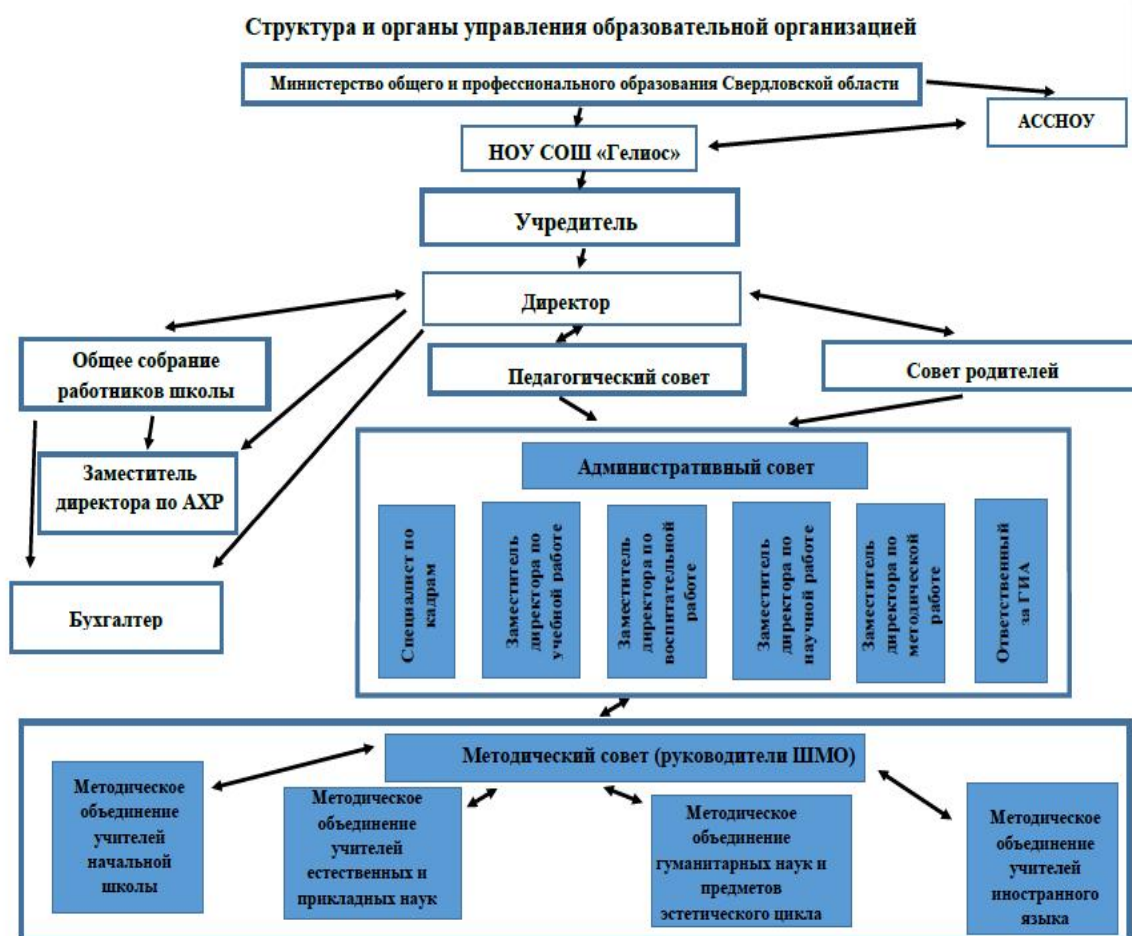 Структура и органы управления образовательной организацией
Министерство общего и профессионального образования Свердловской области
АССНОУ
НОУ СОШ «Гелиос»
Учредитель
Директор
Общее собрание
работников школы
Педагогический совет
Совет родителей
Заместитель
директора по АХР
Бухгалтер
Административный совет
Специалист по
кадрам
Заместитель
директора по
учебной работе
Заместитель
директора по
воспитательной
работе
Заместитель
директора по
научной работе
Заместитель
директора по
методической
работе
Ответственный
за ГИА
Методический совет (руководители ШМО)
Методическое
объединение
учителей
начальной
школы
Методическое
объединение
учителей
естественных и
прикладных наук
Методическое
объединение
гуманитарных наук и
предметов
эстетического цикла
Методическое
объединение
учителей
иностранного
языка